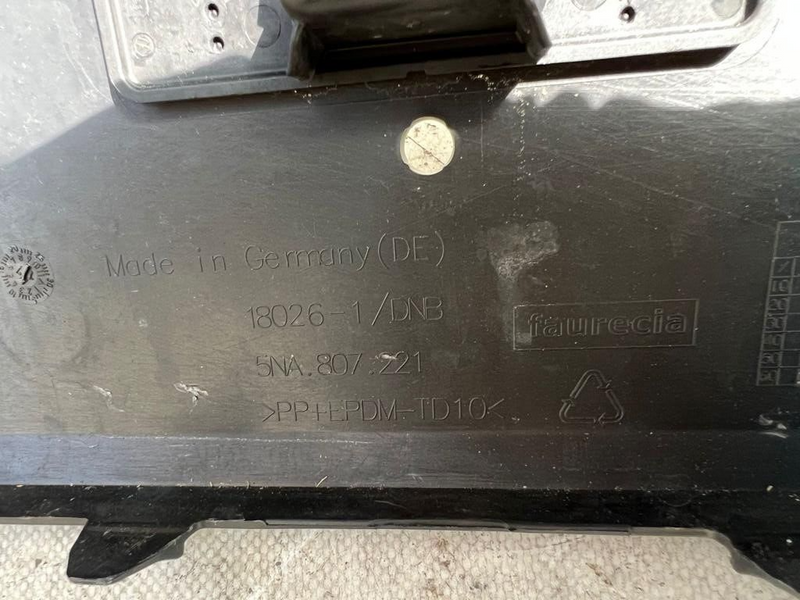 Made in Germany (DE)
18026-1/DNB
faurecia
5NA.807.221
>PP+EPDM-TD10<